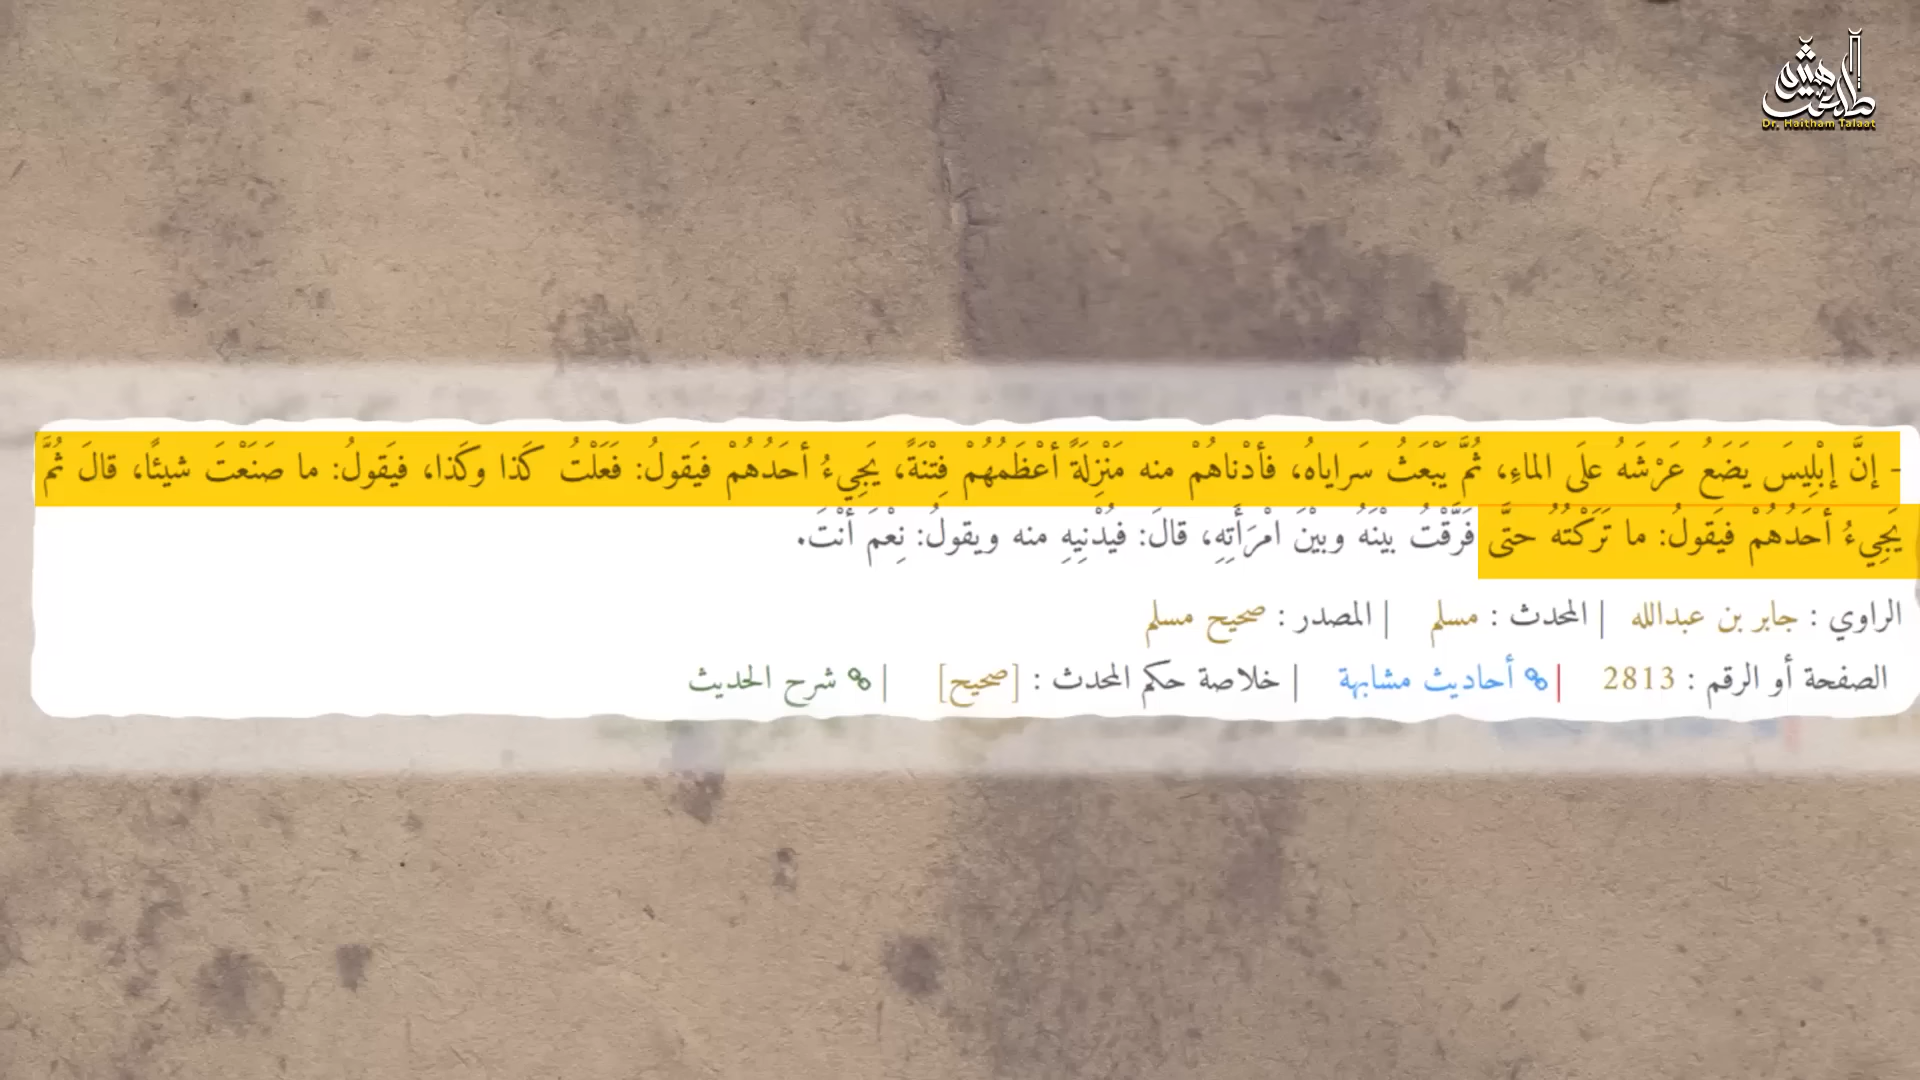 هيثم طلعت
Dr. Haitham Talaat
- إنَّ إبْلِيسَ يَضَعُ عَرْشَهُ علَى الماءِ، ثُمَّ يَبْعَثُ سَراياهُ، فأدْناهُمْ منه مَنْزِلَةً أعْظَمُهُمْ فِتْنَةً، يَجِيءُ أحَدُهُمْ فيَقولُ: فَعَلْتُ كَذا وكَذا، فيَقولُ: ما صَنَعْتَ شيئًا، قالَ ثُمَّ
يَجِيءُ أحَدُهُمْ فيَقولُ: ما تَرَكْتُهُ حتَّى فَرَّقْتُ بيْنَهُ وبيْنَ امْرَأَتِهِ، قالَ: فيُدْنِيهِ منه ويقولُ: نِعْمَ أنْتَ.
الراوي : جابر بن عبدالله | المحدث : مسلم | المصدر : صحيح مسلم
الصفحة أو الرقم : 2813 | أحاديث مشابهة | خلاصة حكم المحدث : [صحيح] | شرح الحديث